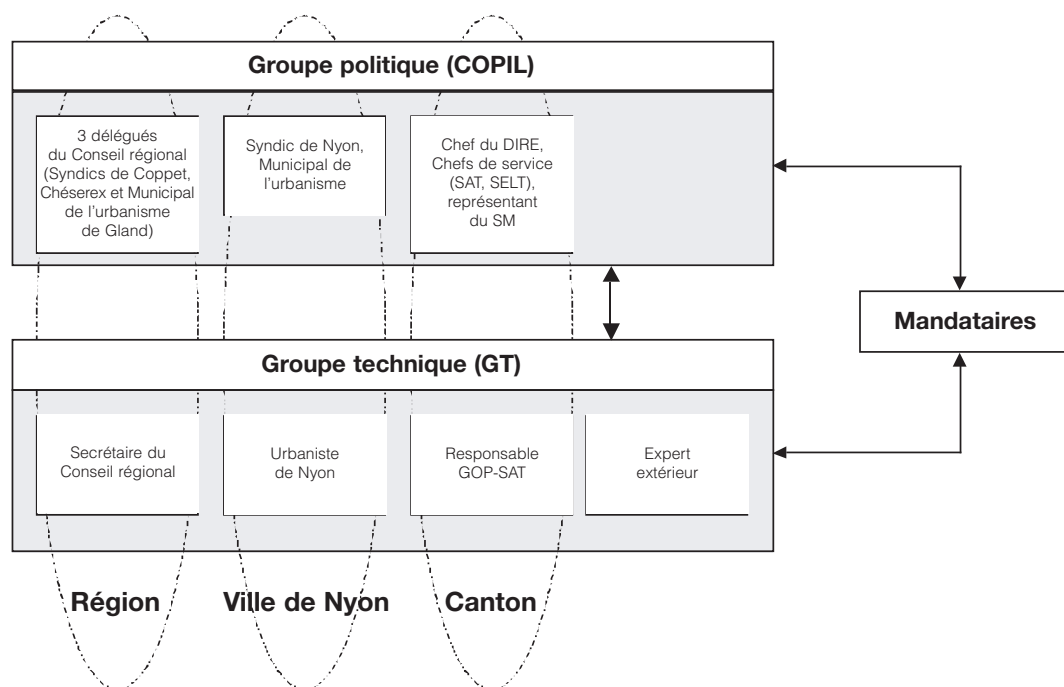 Groupe politique (COPIL)
3 délégués
du Conseil régional
(Syndics de Coppet,
Chéserex et Municipal
de l'urbanisme
de Gland)
Syndic de Nyon,
Municipal de
l'urbanisme
Chef du DIRE,
Chefs de service
(SAT, SELT),
représentant
du SM
Mandataires
Groupe technique (GT)
Secrétaire du
Conseil régional
Urbaniste
de Nyon
Responsable
GOP-SAT
Expert
extérieur
Région
Ville de Nyon
Canton